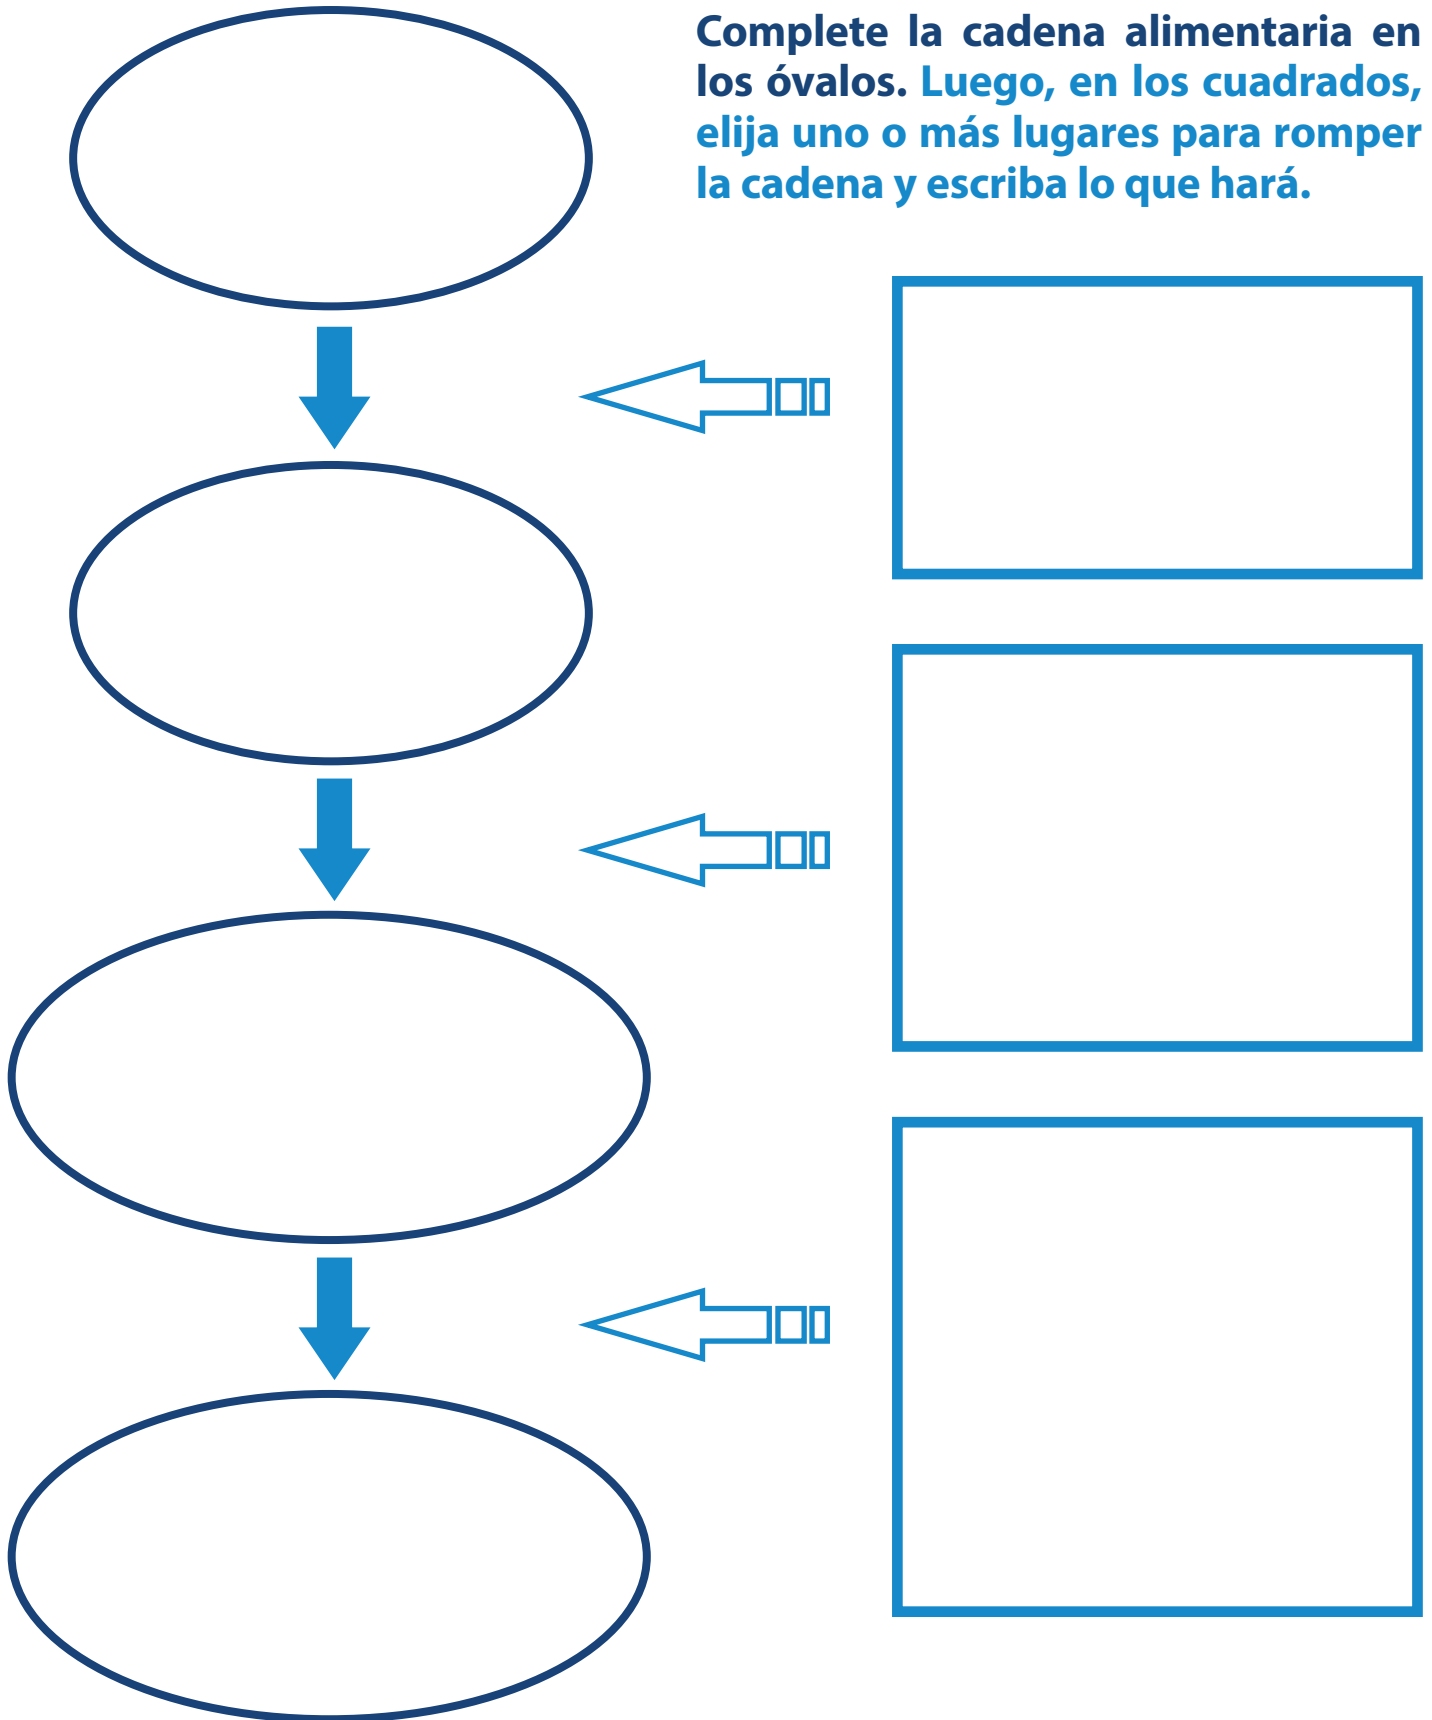 Complete la cadena alimentaria en
los óvalos. Luego, en los cuadrados,
elija uno o más lugares para romper
la cadena y escriba lo que hará.